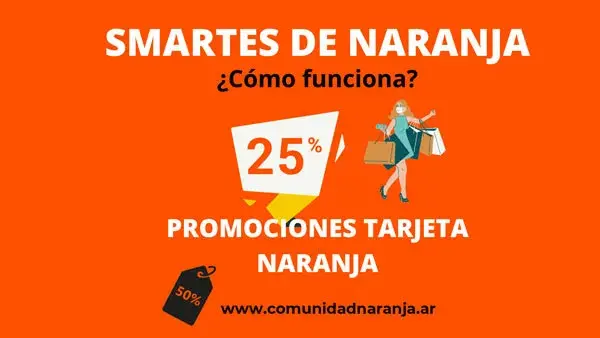 SMARTES DE NARANJA
¿Cómo funciona?
25%
PROMOCIONES TARJETA
NARANJA
50%
www.comunidadnaranja.ar